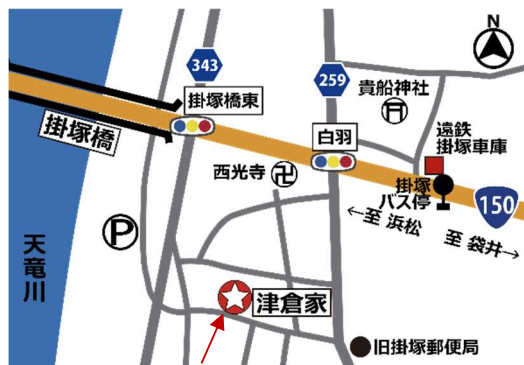 N
343
掛塚橋東
259
貴船神社
遠鉄
掛塚車庫
掛塚橋
白羽
西光寺
掛塚
バス停
150
←至 浜松
至 袋井→
P
天竜川
津倉家
旧掛塚郵便局